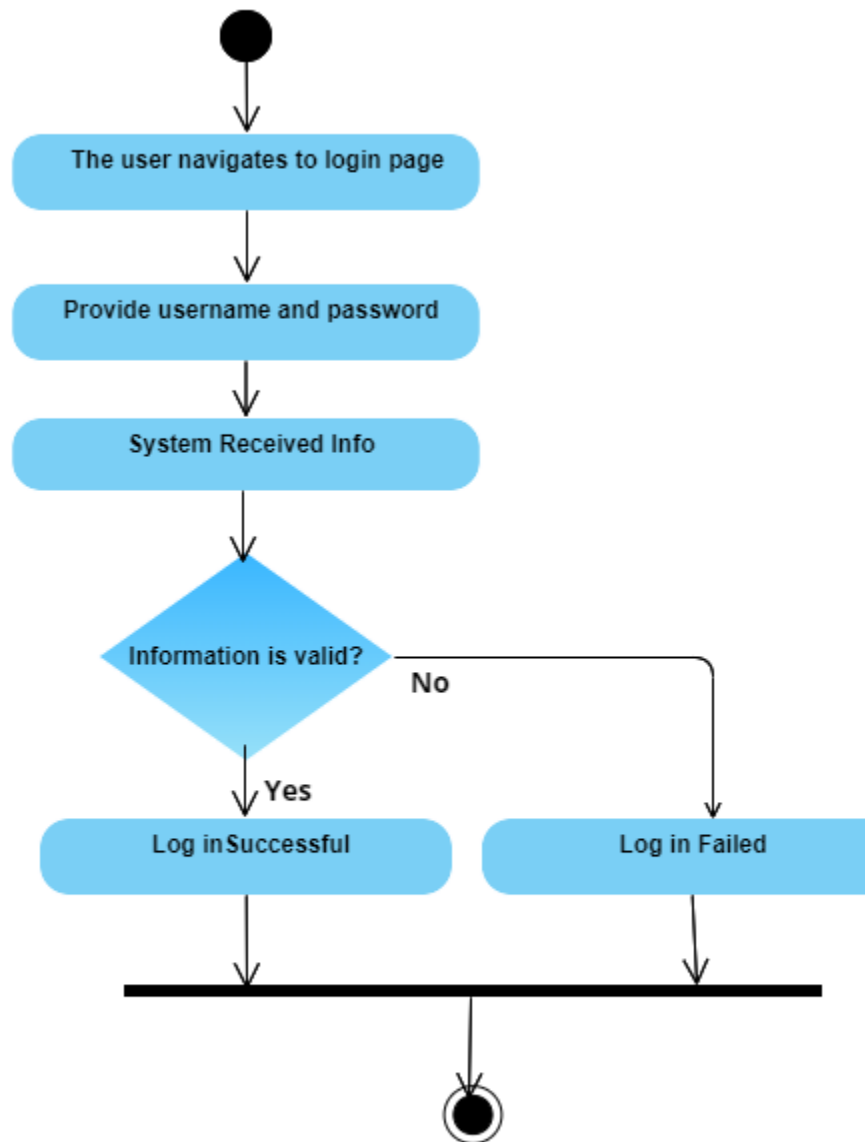 The user navigates to login page
Provide username and password
System Received Info
Information is valid?
No
Yes
Log inSuccessful
Log in Failed